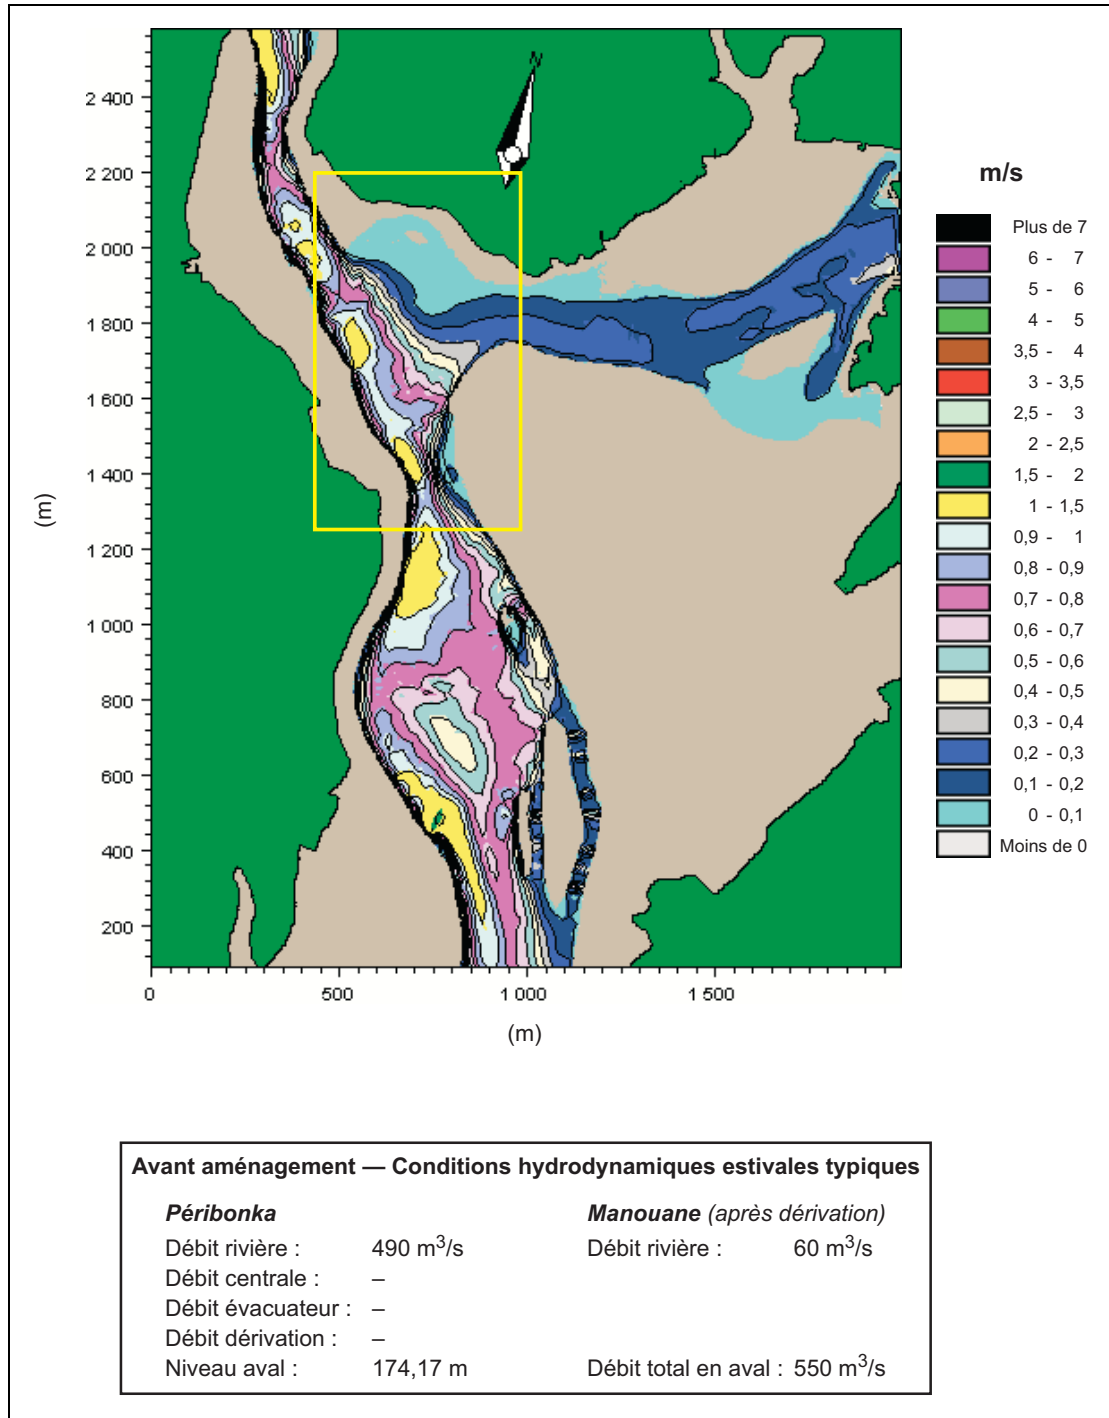 N
2 400
2 200
2 000
1 800
1 600
1 400
1 200
1 000
800
600
400
200
(m)
0
500
1 000
1 500
(m)
m/s
Plus de 7
6 - 7
5 - 6
4 - 5
3,5 - 4
3 - 3,5
2,5 - 3
2 - 2,5
1,5 - 2
1 - 1,5
0,9 - 1
0,8 - 0,9
0,7 - 0,8
0,6 - 0,7
0,5 - 0,6
0,4 - 0,5
0,3 - 0,4
0,2 - 0,3
0,1 - 0,2
0 - 0,1
Moins de 0
Avant aménagement — Conditions hydrodynamiques estivales typiques
Péribonka
Débit rivière : 490 m³/s
Débit centrale : –
Débit évacuateur : –
Débit dérivation : –
Niveau aval : 174,17 m
Manouane (après dérivation)
Débit rivière : 60 m³/s
Débit total en aval : 550 m³/s